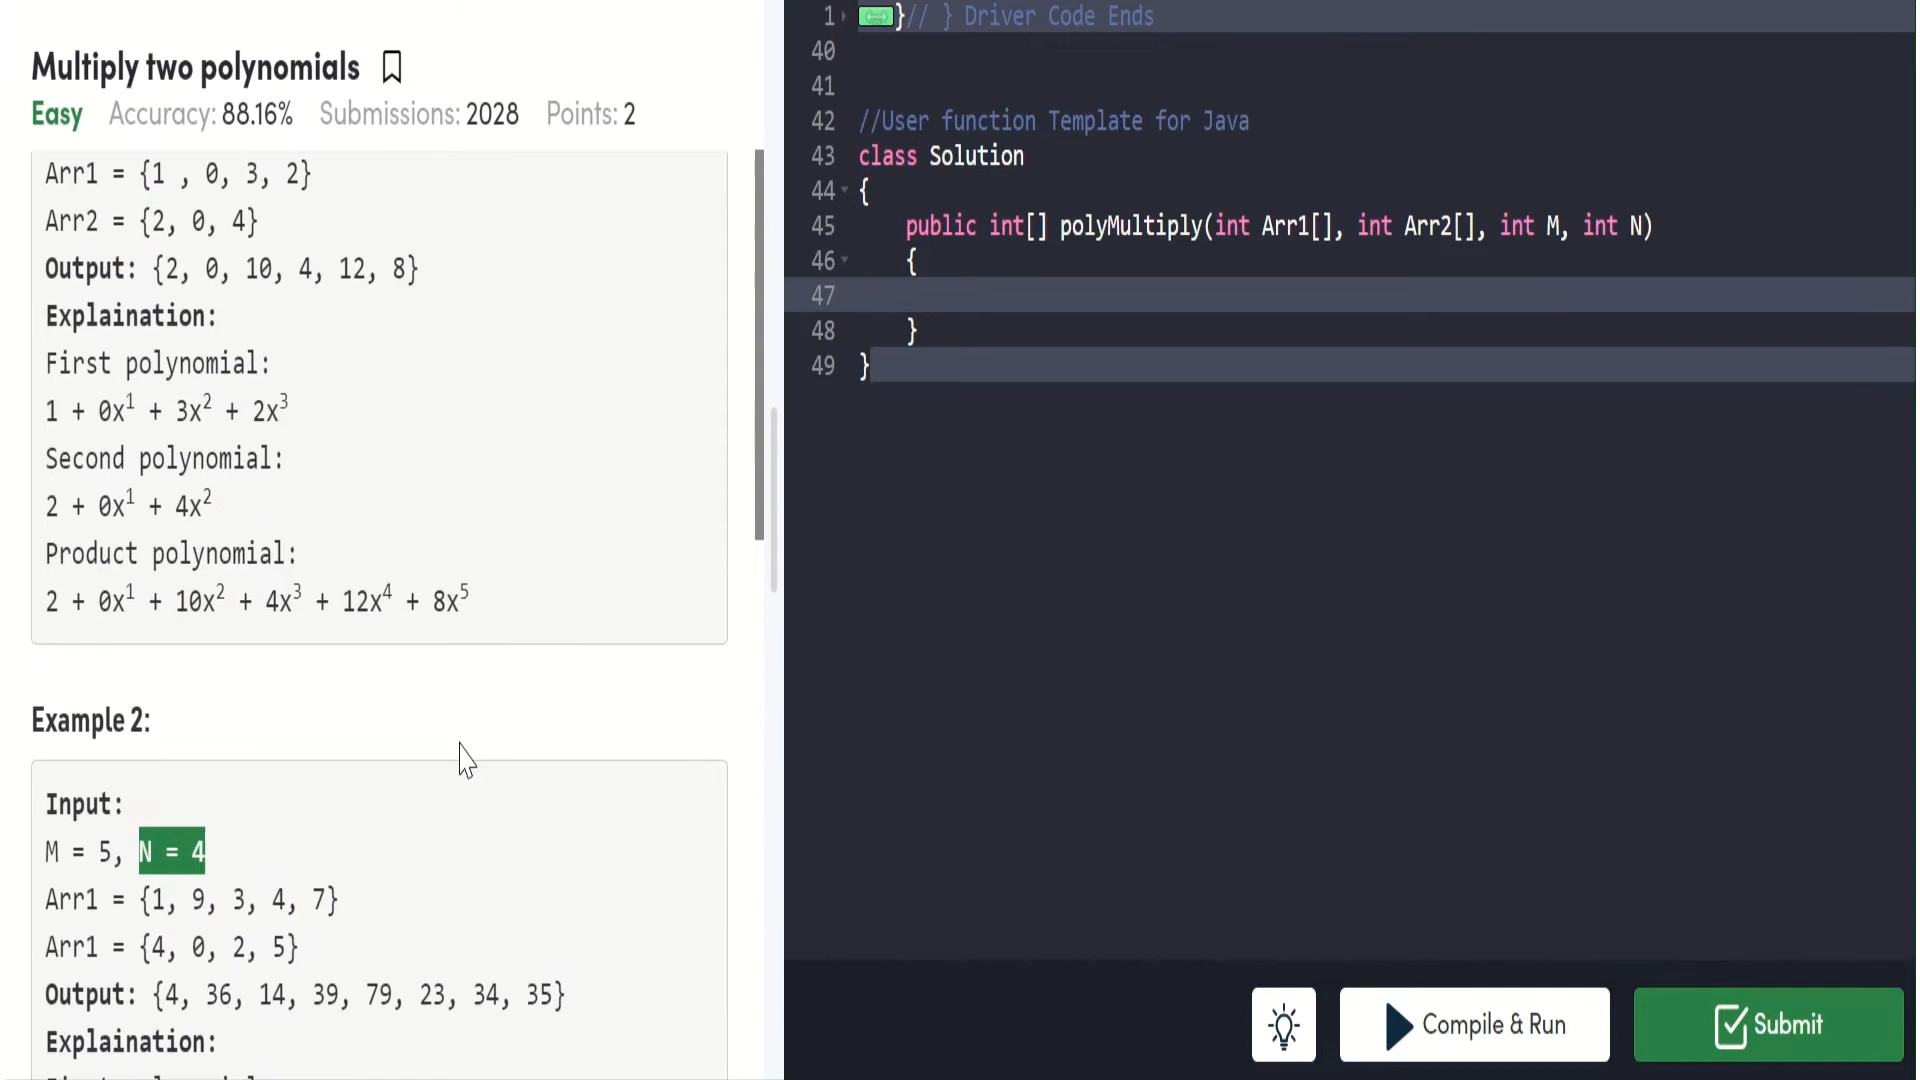 Multiply two polynomials
Easy Accuracy: 88.16% Submissions: 2028 Points: 2
Arr1 = {1 , 0, 3, 2}
Arr2 = {2, 0, 4}
Output: {2, 0, 10, 4, 12, 8}
Explaination:
First polynomial:
1 + 0x¹ + 3x² + 2x³
Second polynomial:
2 + 0x¹ + 4x²
Product polynomial:
2 + 0x¹ + 10x² + 4x³ + 12x⁴ + 8x⁵
Example 2:
Input:
M = 5, N = 4
Arr1 = {1, 9, 3, 4, 7}
Arr1 = {4, 0, 2, 5}
Output: {4, 36, 14, 39, 79, 23, 34, 35}
Explaination:
1 }// } Driver Code Ends
40
41
42 //User function Template for Java
43 class Solution
44 {
45 public int[] polyMultiply(int Arr1[], int Arr2[], int M, int N)
46 {
47
48 }
49 }
Compile & Run
Submit